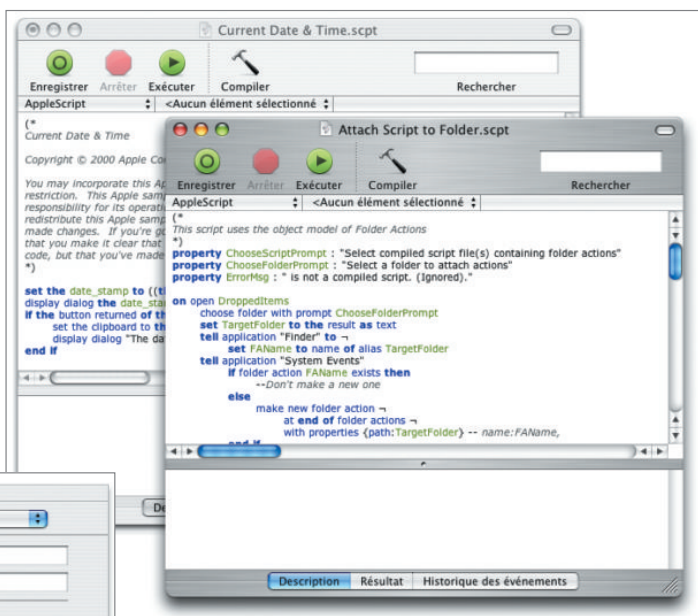 Current Date & Time.scpt
Enregistrer Arrêter Exécuter Compiler Rechercher
AppleScript <Aucun élément sélectionné
(*
Current Date & Time
Copyright © 2000 Apple
You may incorporate this
restriction. This Apple
responsibility for its
redistribute this Apple
made changes. If you're
that you make it clear that
code, but that you've made
*)
set the date_stamp to
display dialog the
if the button returned of
set the clipboard to
display dialog "The
end if
Attach Script to Folder.scpt
Enregistrer Arrêter Exécuter Compiler Rechercher
AppleScript <Aucun élément sélectionné
(*
This script uses the object model of Folder Actions
*)
property ChooseScriptPrompt : "Select compiled script file(s) containing folder actions"
property ChooseFolderPrompt : "Select a folder to attach actions"
property ErrorMsg : " is not a compiled script. (Ignored)."
on open DroppedItems
choose folder with prompt ChooseFolderPrompt
set TargetFolder to the result as text
tell application "Finder" to ¬
set FAName to name of alias TargetFolder
tell application "System Events"
if folder action FAName exists then
--Don't make a new one
else
make new folder action ¬
at end of folder actions ¬
with properties {path:TargetFolder} -- name:FAName,
end if
Description Résultat Historique des événements